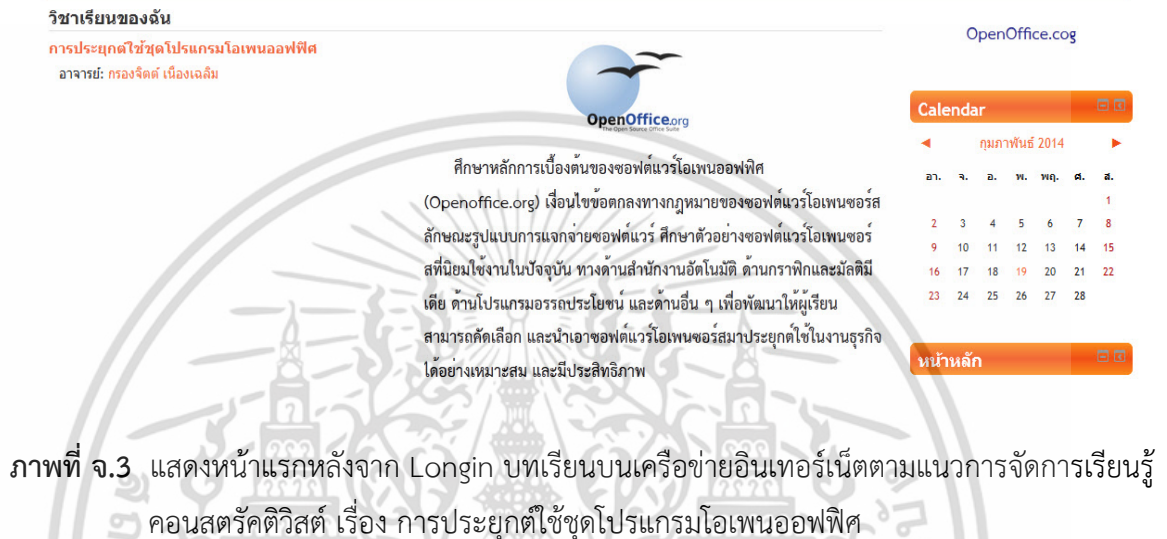 วิชาเรียนของฉัน
การประยุกต์ใช้ชุดโปรแกรมโอเพนออฟฟิศ
อาจารย์: กรองจิตต์ เนืองเฉลิม
OpenOffice.org
The Open Source Office Suite
ศึกษาหลักการเบื้องต้นของซอฟต์แวร์โอเพนออฟฟิศ
(Openoffice.org) เงื่อนไขข้อตกลงทางกฎหมายของซอฟต์แวร์โอเพนซอร์ส
ลักษณะรูปแบบการแจกจ่ายซอฟต์แวร์ ศึกษาตัวอย่างซอฟต์แวร์โอเพนซอร์
สที่นิยมใช้งานในปัจจุบัน ทางด้านสำนักงานอัตโนมัติ ด้านกราฟิกและมัลติมี
เดีย ด้านโปรแกรมอรรถประโยชน์ และด้านอื่น ๆ เพื่อพัฒนาให้ผู้เรียน
สามารถคัดเลือก และนำเอาซอฟต์แวร์โอเพนซอร์สมาประยุกต์ใช้ในงานธุรกิจ
ได้อย่างเหมาะสม และมีประสิทธิภาพ
OpenOffice.cog
Calendar
กุมภาพันธ์ 2014
อา. จ. อ. พ. พฤ. ศ. ส.
1
2 3 4 5 6 7 8
9 10 11 12 13 14 15
16 17 18 19 20 21 22
23 24 25 26 27 28
หน้าหลัก
ภาพที่ จ.3 แสดงหน้าแรกหลังจาก Longin บทเรียนบนเครือข่ายอินเทอร์เน็ตตามแนวการจัดการเรียนรู้
คอนสตรัคติวิสต์ เรื่อง การประยุกต์ใช้ชุดโปรแกรมโอเพนออฟฟิศ